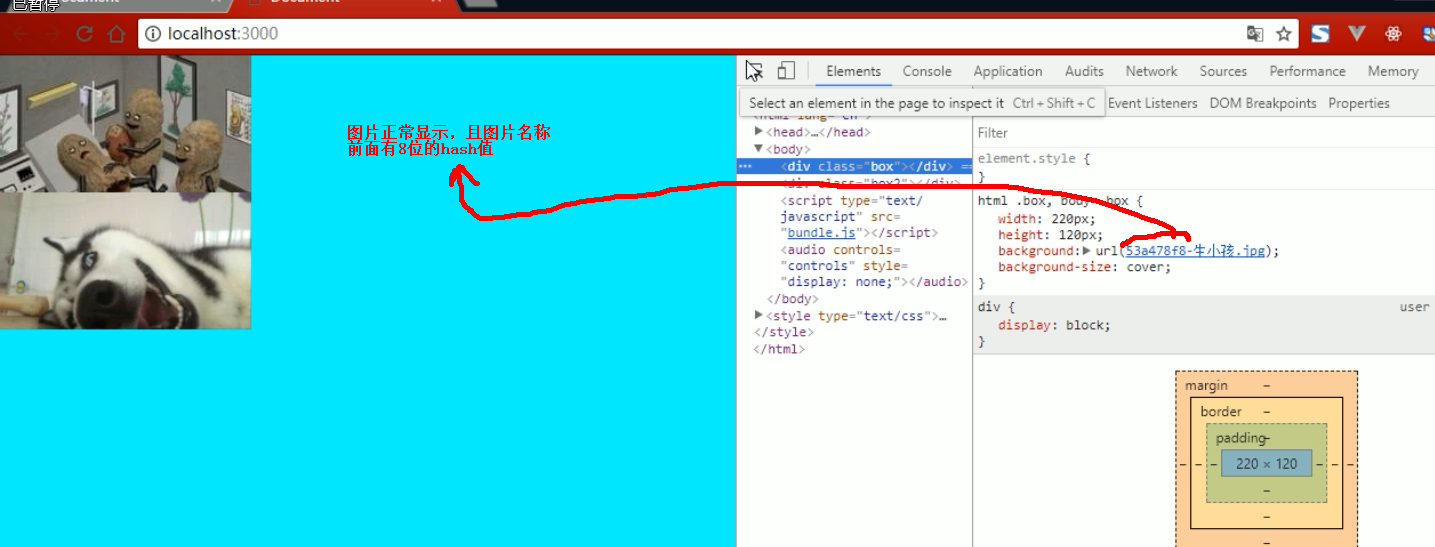 已暂停
Document
Document
localhost:3000
Elements
Console
Application
Audits
Network
Sources
Performance
Memory
Select an element in the page to inspect it Ctrl + Shift + C
Event Listeners
DOM Breakpoints
Properties
图片正常显示，且图片名称
前面有8位的hash值
<html lang="en">
▶<head>…</head>
▼<body>
<div class="box"></div> ==
<div class="box2"></div>
<script type="text/
javascript" src=
"bundle.js"></script>
<audio controls=
"controls" style=
"display: none;"></audio>
</body>
▶<style type="text/css">…
</style>
</html>
Filter
element.style {
}
html .box, body .box {
width: 220px;
height: 120px;
background:▶url(53a478f8-牛小孩.jpg);
background-size: cover;
}
div {
user
display: block;
}
margin –
border –
padding–
– – – 220 × 120 – – –
–
–
–